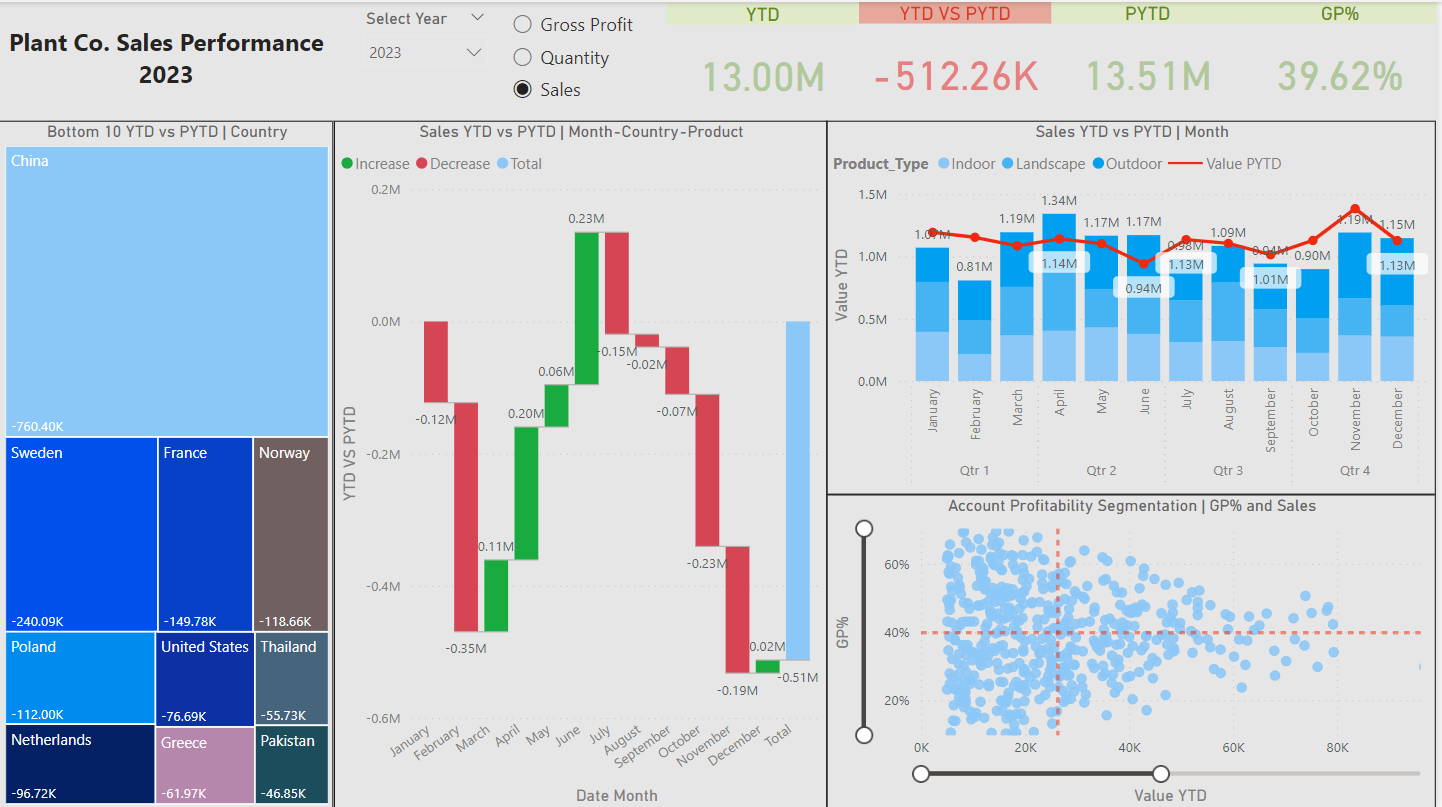 Plant Co. Sales Performance
2023
Select Year
2023
Gross Profit
Quantity
Sales
YTD
13.00M
YTD VS PYTD
-512.26K
PYTD
13.51M
GP%
39.62%
Bottom 10 YTD vs PYTD | Country
China
-760.40K
Sweden
-240.09K
France
-149.78K
Norway
-118.66K
Poland
-112.00K
United States
-76.69K
Thailand
-55.73K
Netherlands
-96.72K
Greece
-61.97K
Pakistan
-46.85K
Sales YTD vs PYTD | Month-Country-Product
Increase Decrease Total
YTD VS PYTD
0.2M
0.0M
-0.2M
-0.4M
-0.6M
-0.12M
-0.35M
0.11M
0.20M
0.06M
0.23M
-0.15M
-0.02M
-0.07M
-0.23M
-0.19M
0.02M
-0.51M
January
February
March
April
May
June
July
August
September
October
November
December
Total
Date Month
Sales YTD vs PYTD | Month
Product_Type Indoor Landscape Outdoor Value PYTD
Value YTD
1.5M
1.0M
0.5M
0.0M
1.07M
0.81M
1.19M
1.34M
1.17M
1.17M
0.98M
1.09M
0.94M
0.90M
1.19M
1.15M
1.14M
0.94M
1.13M
1.01M
1.13M
January
February
March
April
May
June
July
August
September
October
November
December
Qtr 1
Qtr 2
Qtr 3
Qtr 4
Account Profitability Segmentation | GP% and Sales
GP%
60%
40%
20%
0K
20K
40K
60K
80K
Value YTD